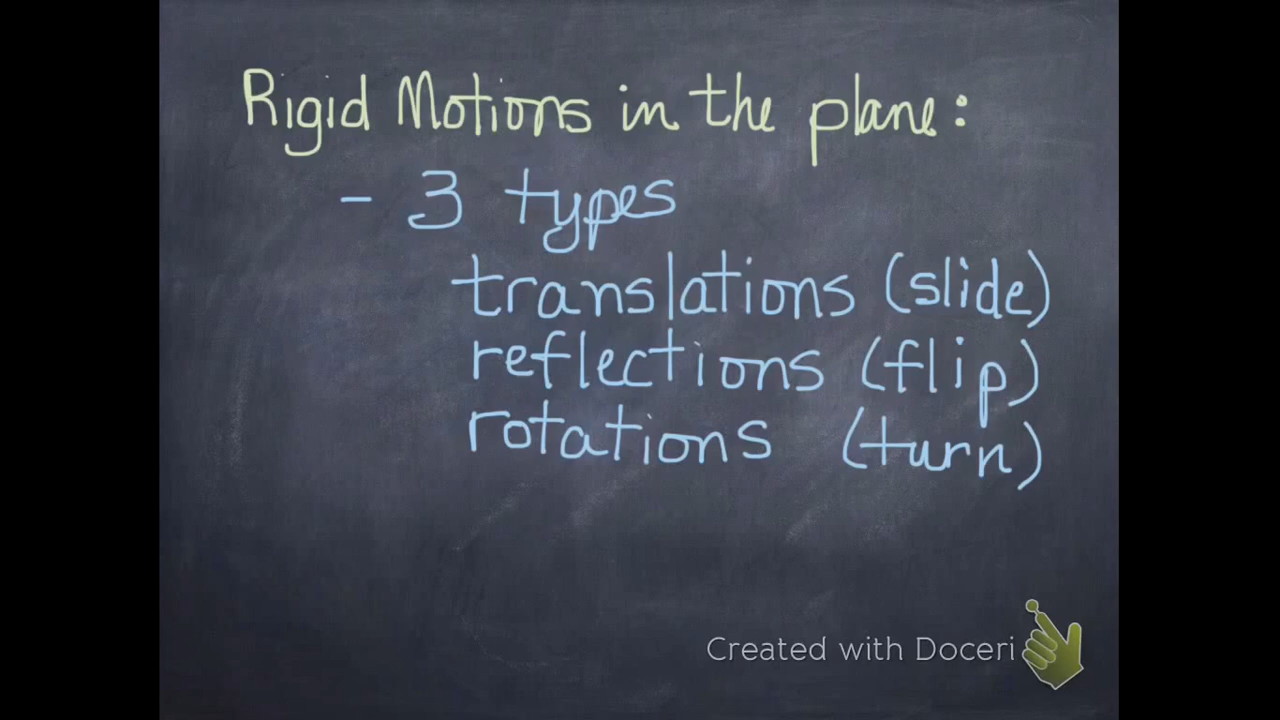 Rigid Motions in the plane:
- 3 types
translations (slide)
reflections (flip)
rotations (turn)
Created with Doceri